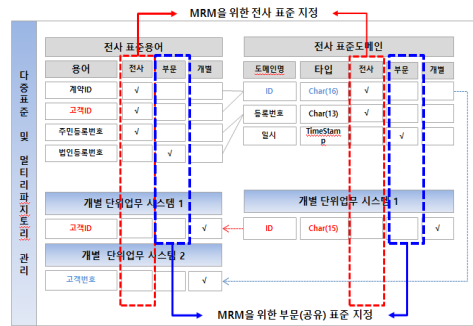 MRM을 위한 전사 표준 지정
다중표준 및 멀티리파지토리 관리
전사 표준용어
용어 전사 부문 개별
계약ID √
고객ID √
주민등록번호 √
법인등록번호 √
전사 표준도메인
도메인명 타입 전사 부문 개별
ID Char(16) √
등록번호 Char(13) √
일시 TimeStam
p √
개별 단위업무 시스템 1
고객ID √
개별 단위업무 시스템 1
ID Char(15) √
개별 단위업무 시스템 2
고객번호 √
MRM을 위한 부문(공유) 표준 지정